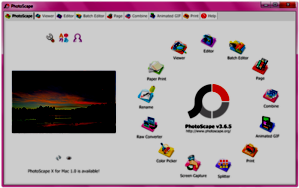 PhotoScape
PhotoScape Viewer Editor Batch Editor Page Combine Animated GIF Print Help
Editor
Viewer
Batch Editor
Paper Print
Page
Rename
Combine
PhotoScape v3.6.5
http://www.photoscape.org/
Raw Converter
Animated GIF
Color Picker
Print
Screen Capture
Splitter
PhotoScape X for Mac 1.0 is available!